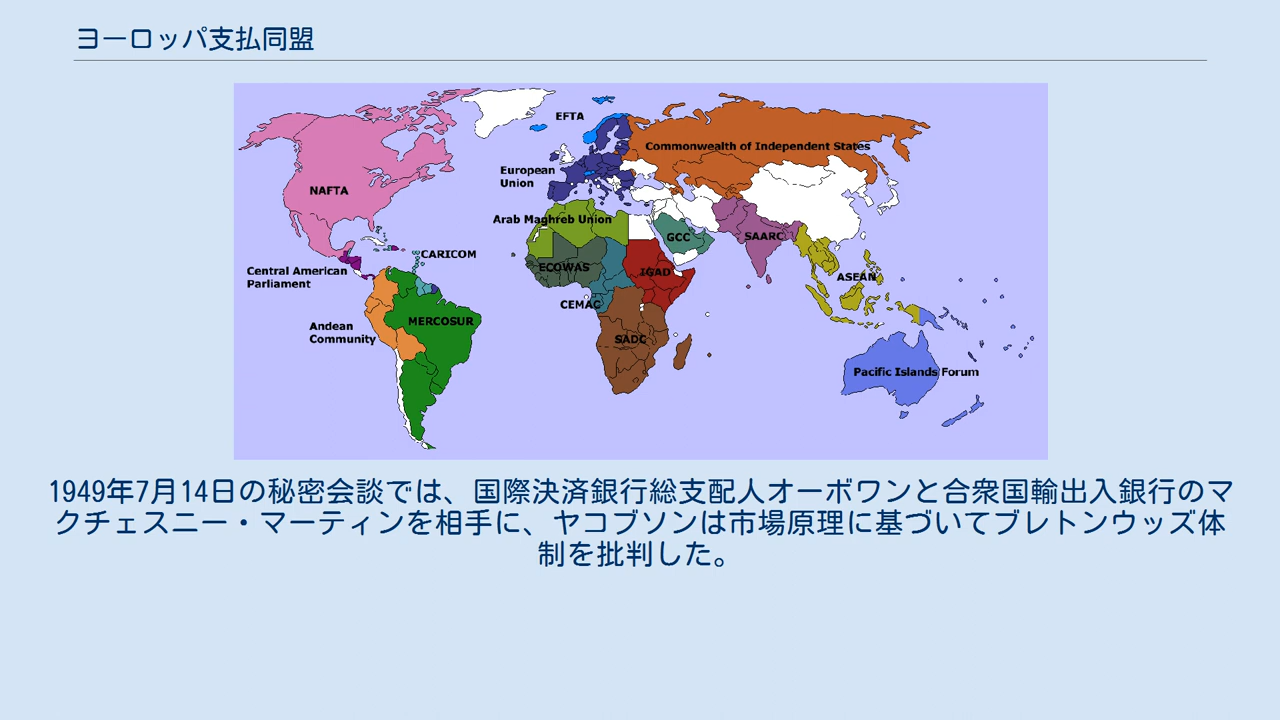 ヨーロッパ支払同盟
EFTA
Commonwealth of Independent States
European
Union
NAFTA
Arab Maghreb Union
GCC
SAARC
CARICOM
ECOWAS
IGAD
ASEAN
Central American
Parliament
CEMAC
MERCOSUR
Andean
Community
SADC
Pacific Islands Forum
1949年7月14日の秘密会談では、国際決済銀行総支配人オーボワンと合衆国輸出入銀行のマ
クチェスニー・マーティンを相手に、ヤコブソンは市場原理に基づいてブレトンウッズ体
制を批判した。